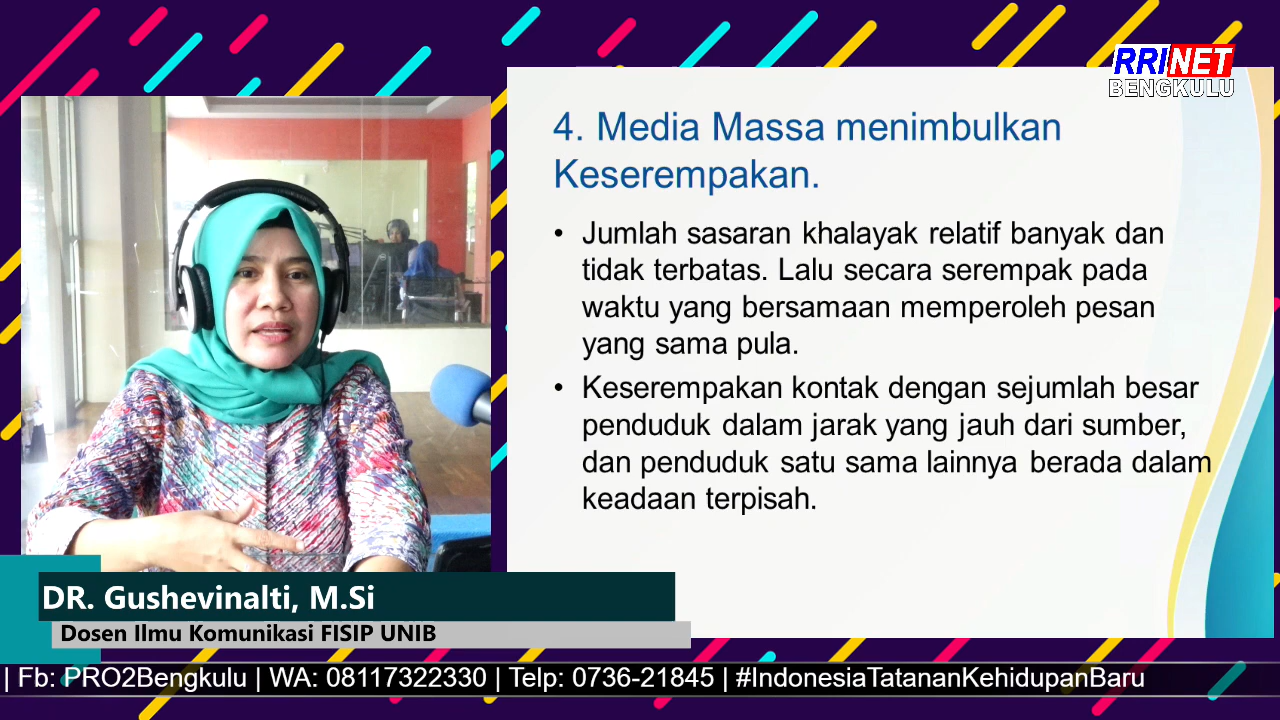 RRINET
BENGKULU
4. Media Massa menimbulkan
Keserempakan.
• Jumlah sasaran khalayak relatif banyak dan
tidak terbatas. Lalu secara serempak pada
waktu yang bersamaan memperoleh pesan
yang sama pula.
• Keserempakan kontak dengan sejumlah besar
penduduk dalam jarak yang jauh dari sumber,
dan penduduk satu sama lainnya berada dalam
keadaan terpisah.
DR. Gushevinalti, M.Si
Dosen Ilmu Komunikasi FISIP UNIB
| Fb: PRO2Bengkulu | WA: 08117322330 | Telp: 0736-21845 | #IndonesiaTatananKehidupanBaru